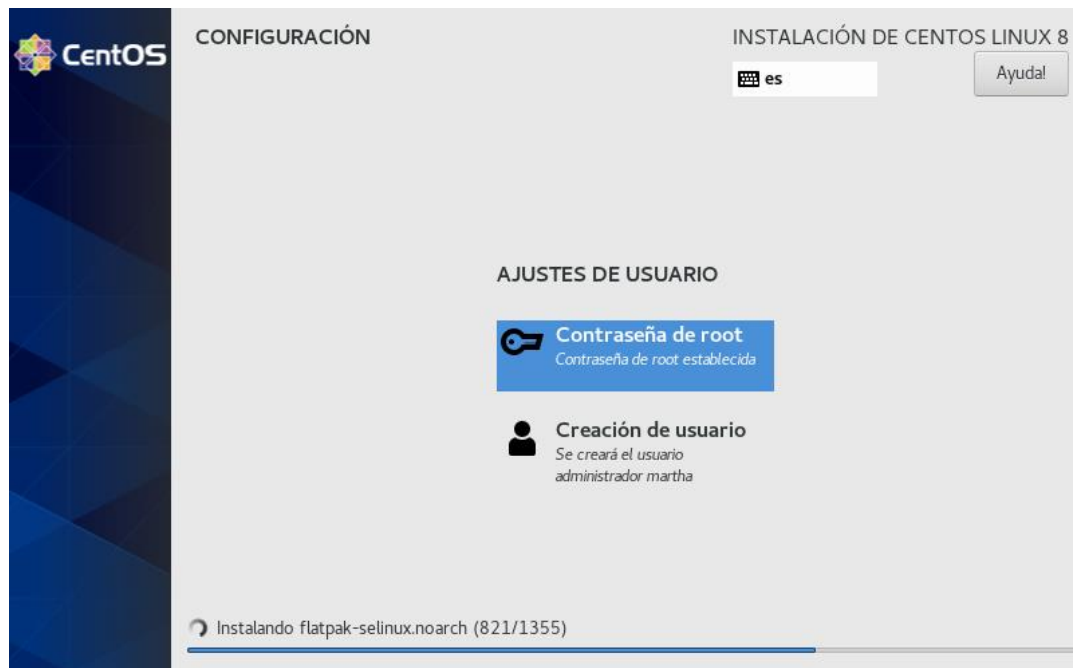 CentOS
CONFIGURACIÓN
INSTALACIÓN DE CENTOS LINUX 8
es
Ayuda!
AJUSTES DE USUARIO
Contraseña de root
Contraseña de root establecida
Creación de usuario
Se creará el usuario
administrador martha
Instalando flatpak-selinux.noarch (821/1355)